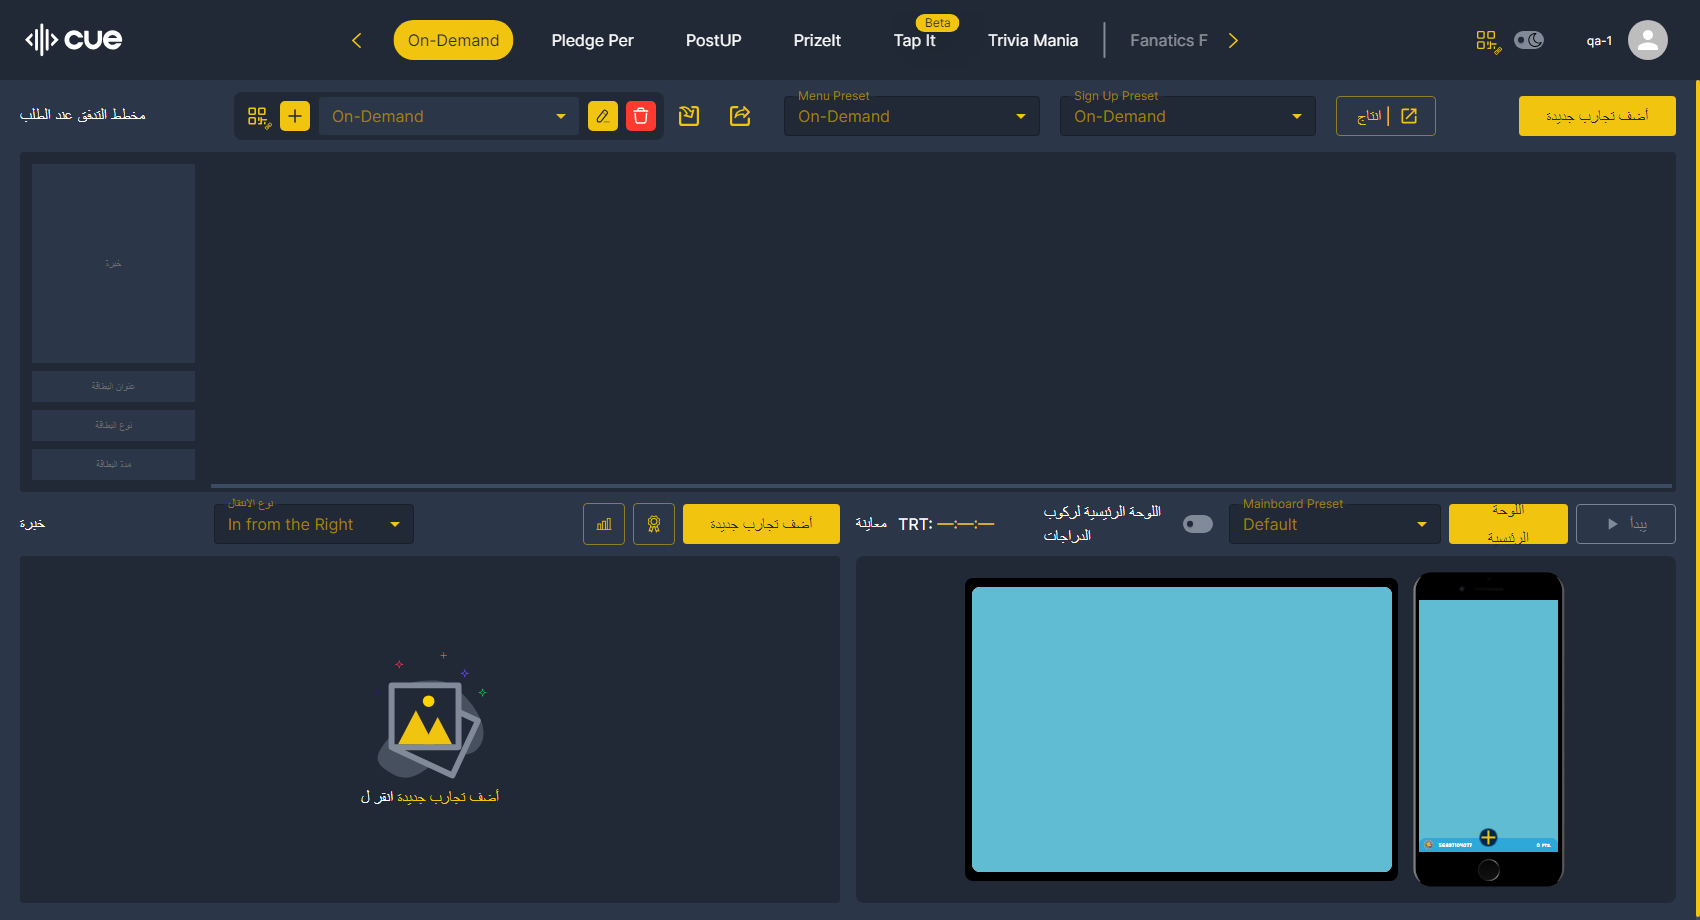 cue
On-Demand
Pledge Per
PostUP
PrizeIt
Beta
Tap It
Trivia Mania
Fanatics F
qa-1
مخطط التدفق عند الطلب
On-Demand
Menu Preset
On-Demand
Sign Up Preset
On-Demand
انتاج
أضف تجارب جديدة
خبرة
عنوان البطاقة
نوع البطاقة
مدة البطاقة
خبرة
نوع الانتقال
In from the Right
أضف تجارب جديدة
معاينة
TRT: —:—:—
اللوحة الرئيسية لركوب
الدراجات
Mainboard Preset
Default
اللوحة
الرئيسية
يبدأ
أضف تجارب جديدة انقر ل
0 PTS.